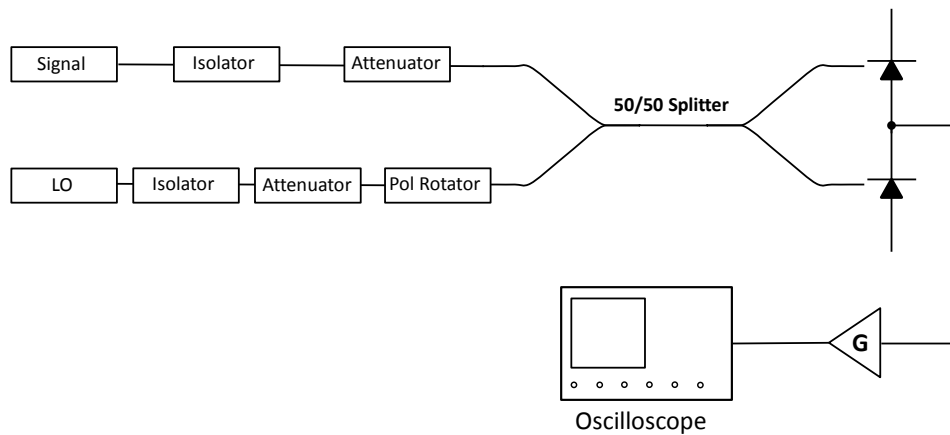 Signal
Isolator
Attenuator
50/50 Splitter
LO
Isolator
Attenuator
Pol Rotator
G
Oscilloscope